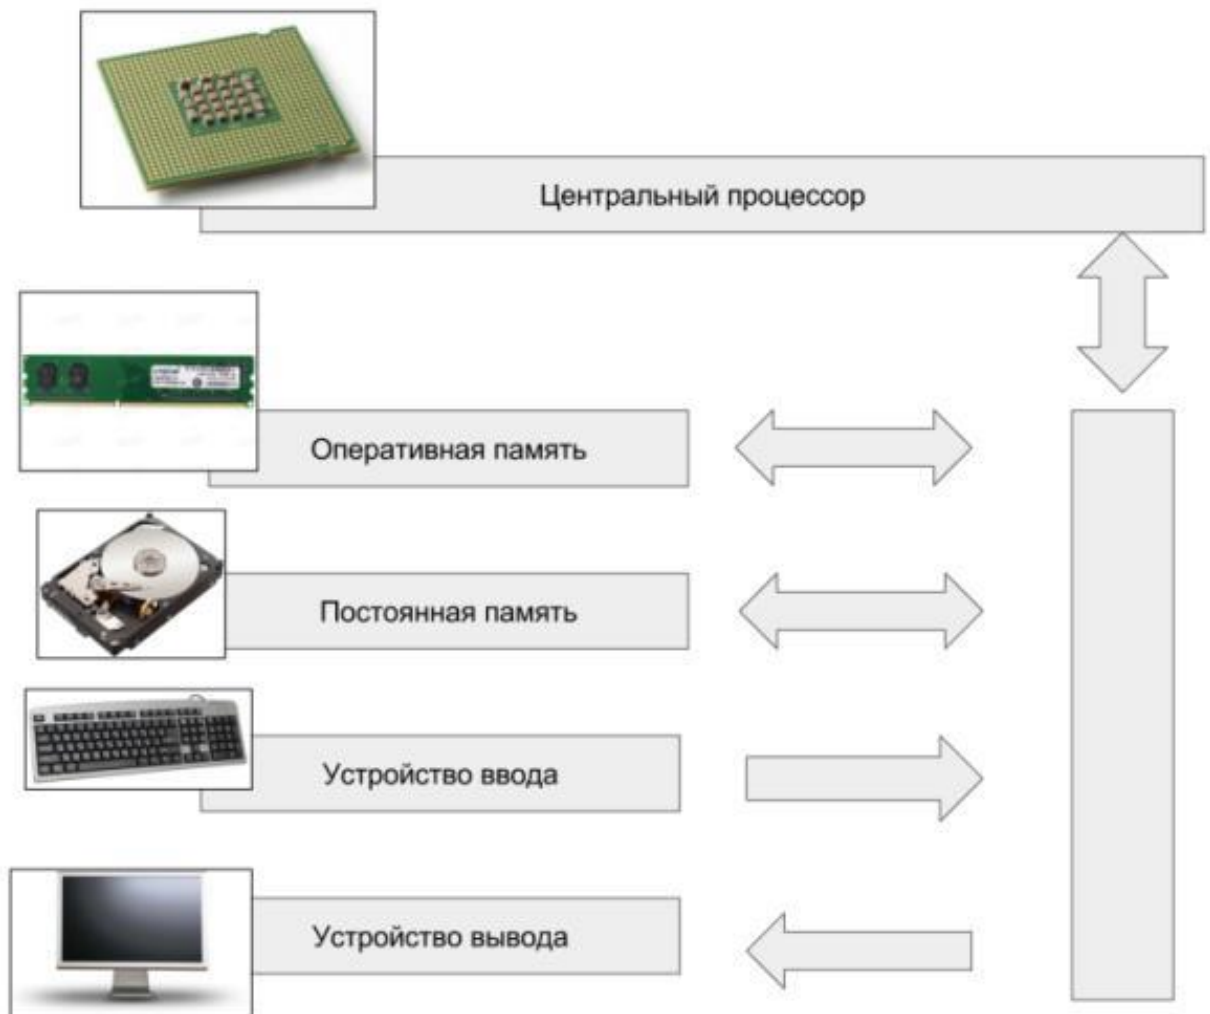 Центральный процессор
Оперативная память
Постоянная память
Устройство ввода
Устройство вывода